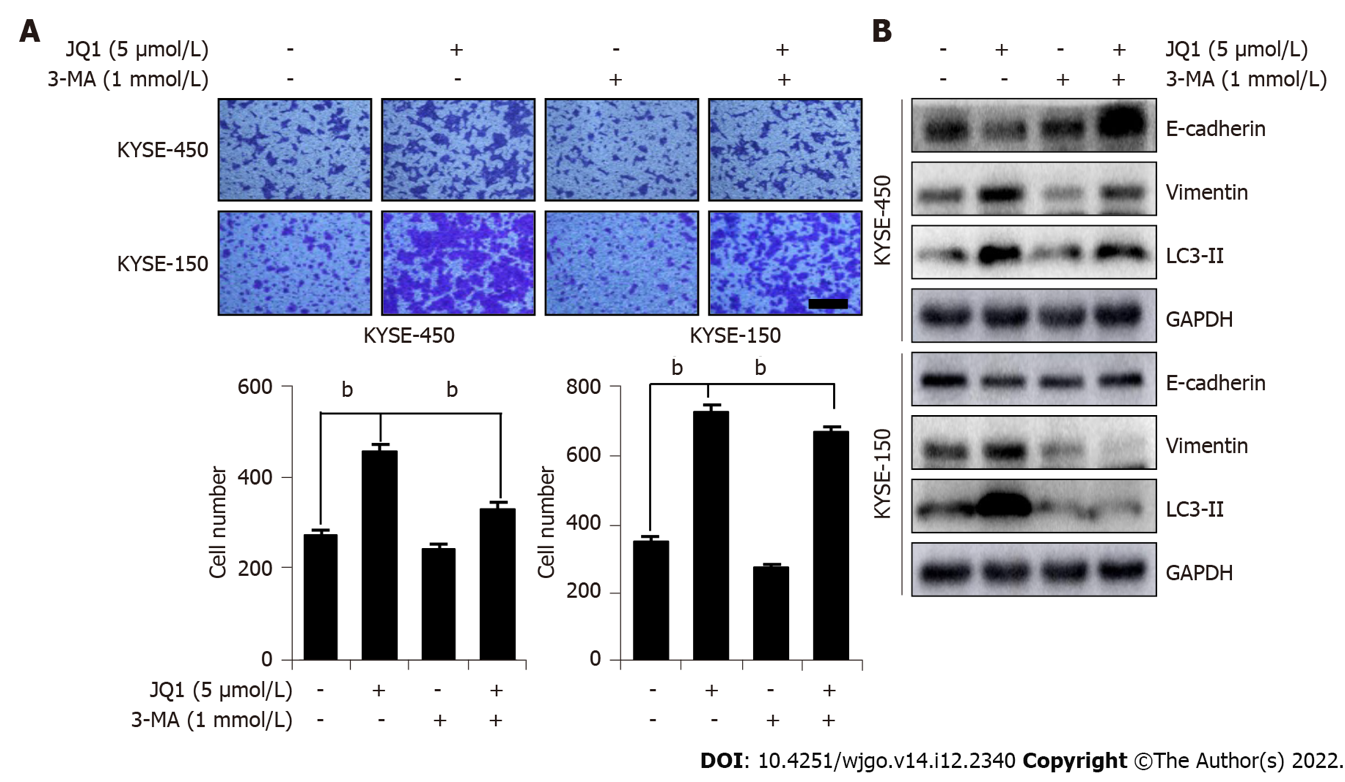 A
JQ1 (5 µmol/L) - + - +
3-MA (1 mmol/L) - - + +
KYSE-450
KYSE-150
KYSE-450
KYSE-150
b b
600
400
200
0
Cell number
b b
800
600
400
200
0
Cell number
JQ1 (5 µmol/L) - + - + - + - +
3-MA (1 mmol/L) - - + + - - + +
B
- + - + JQ1 (5 µmol/L)
- - + + 3-MA (1 mmol/L)
KYSE-450
E-cadherin
Vimentin
LC3-II
GAPDH
KYSE-150
E-cadherin
Vimentin
LC3-II
GAPDH
DOI: 10.4251/wjgo.v14.i12.2340 Copyright ©The Author(s) 2022.